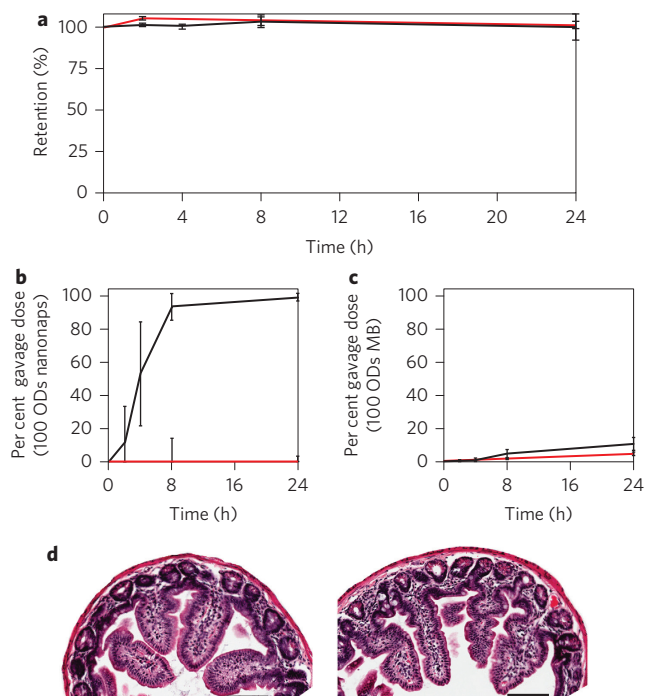 a
100
75
50
25
0
Retention (%)
0 4 8 12 16 20 24
Time (h)
b
100
80
60
40
20
0
Per cent gavage dose
(100 ODs nanonaps)
0 8 16 24
Time (h)
c
100
80
60
40
20
0
Per cent gavage dose
(100 ODs MB)
0 8 16 24
Time (h)
d